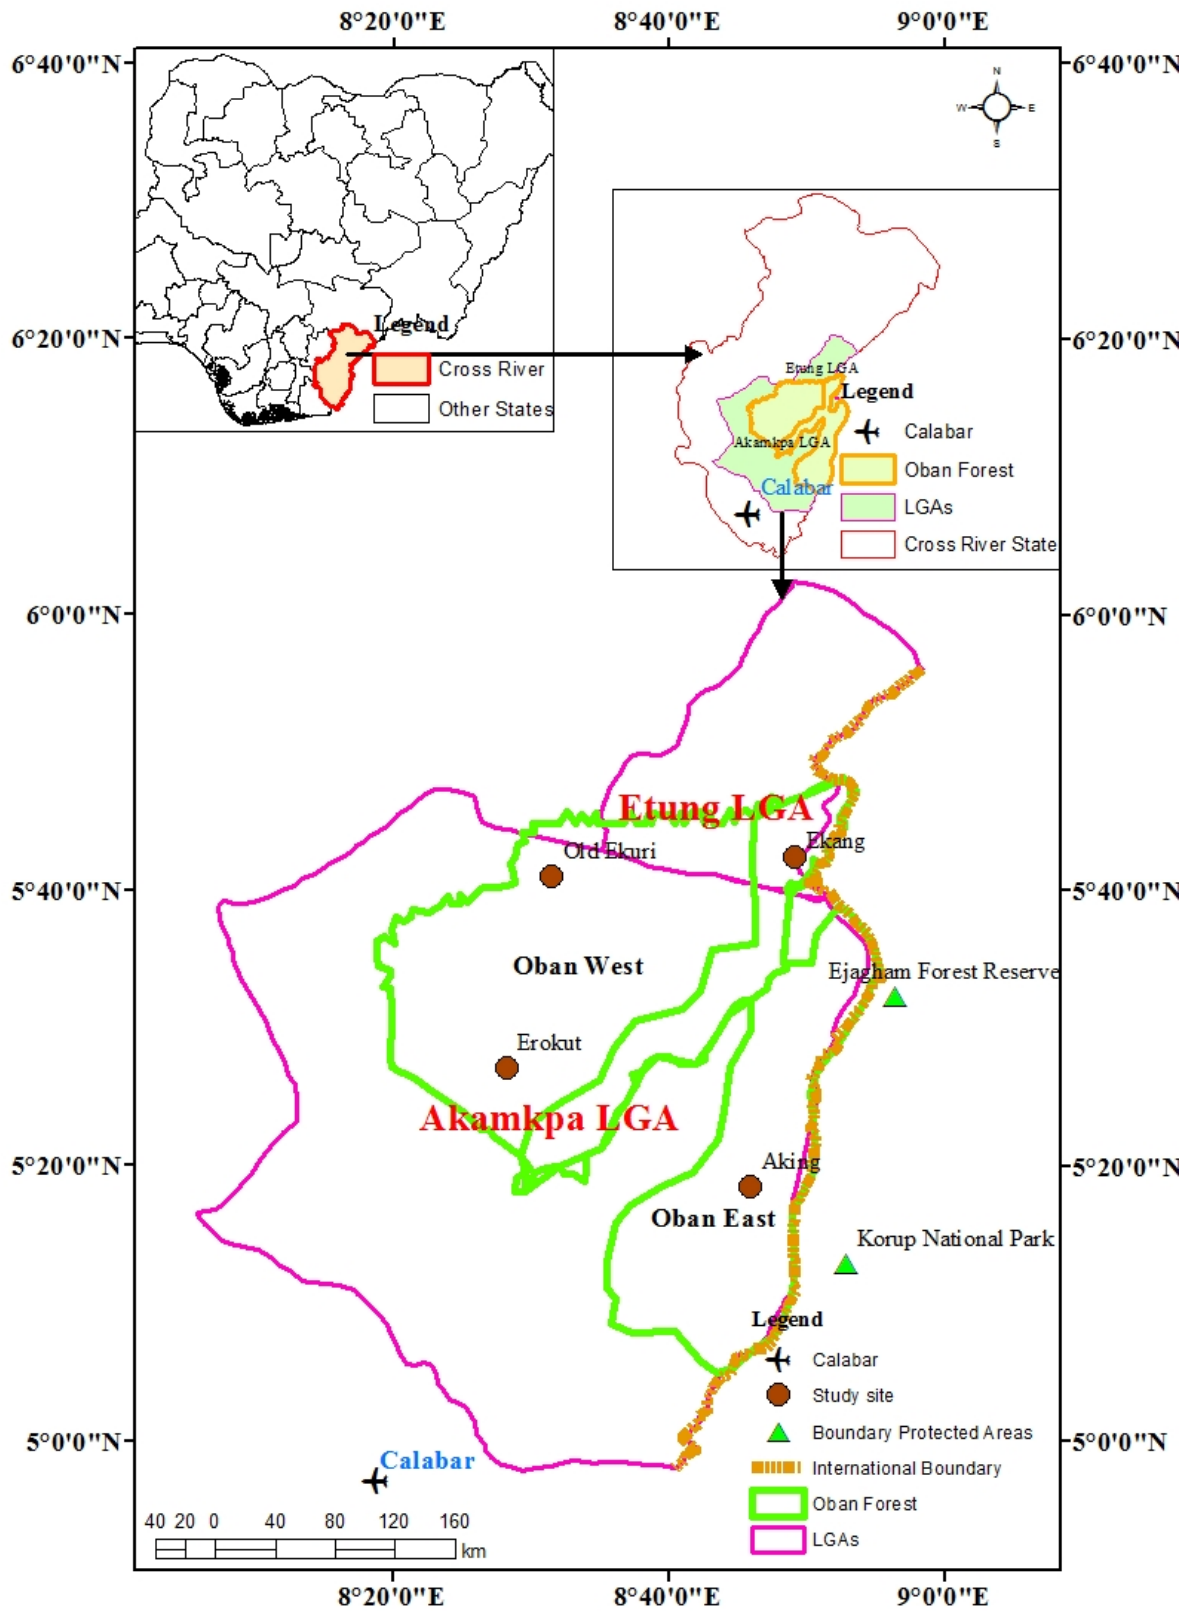 8°20'0"E 8°40'0"E 9°0'0"E
6°40'0"N 6°40'0"N
N
W E
S
6°20'0"N 6°20'0"N
Legend
Cross River
Other States
Etung LGA
Legend
Calabar
Akamkpa LGA
Oban Forest
Calabar
LGAs
Cross River State
6°0'0"N 6°0'0"N
Etung LGA
Ekang
Old Ekuri
5°40'0"N 5°40'0"N
Oban West
Ejagham Forest Reserve
Erokut
Akamkpa LGA
5°20'0"N 5°20'0"N
Aking
Oban East
Korup National Park
Legend
Calabar
Study site
Boundary Protected Areas
5°0'0"N 5°0'0"N
Calabar
International Boundary
Oban Forest
40 20 0 40 80 120 160
km
LGAs
8°20'0"E 8°40'0"E 9°0'0"E